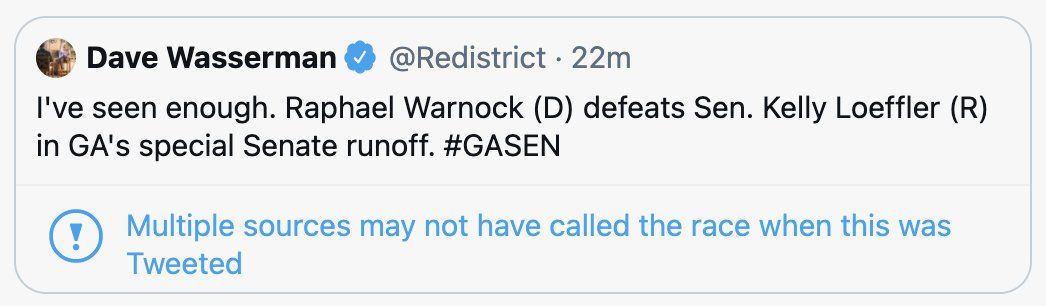 Dave Wasserman @Redistrict · 22m
I've seen enough. Raphael Warnock (D) defeats Sen. Kelly Loeffler (R)
in GA's special Senate runoff. #GASEN
Multiple sources may not have called the race when this was
Tweeted